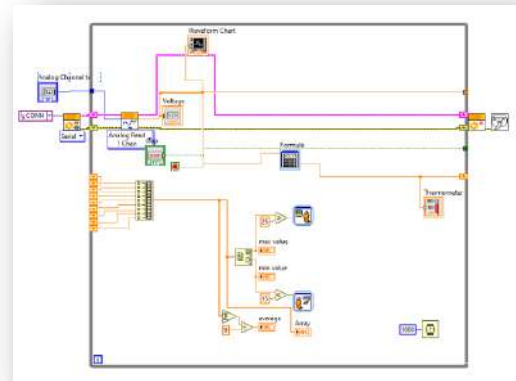 Waveform Chart
Analog Channel to
Voltage
Serial
Analog Read
1 Chan
Stop
Formula
Thermometer
max value
min value
average
Array
1000
i